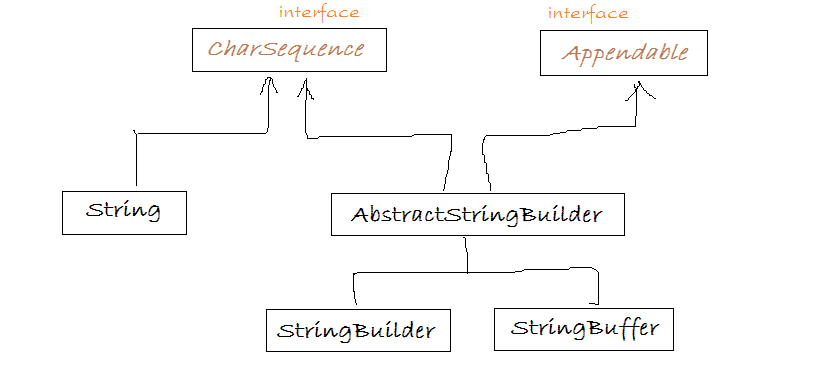 interface
interface
CharSequence
Appendable
String
AbstractStringBuilder
StringBuilder
StringBuffer